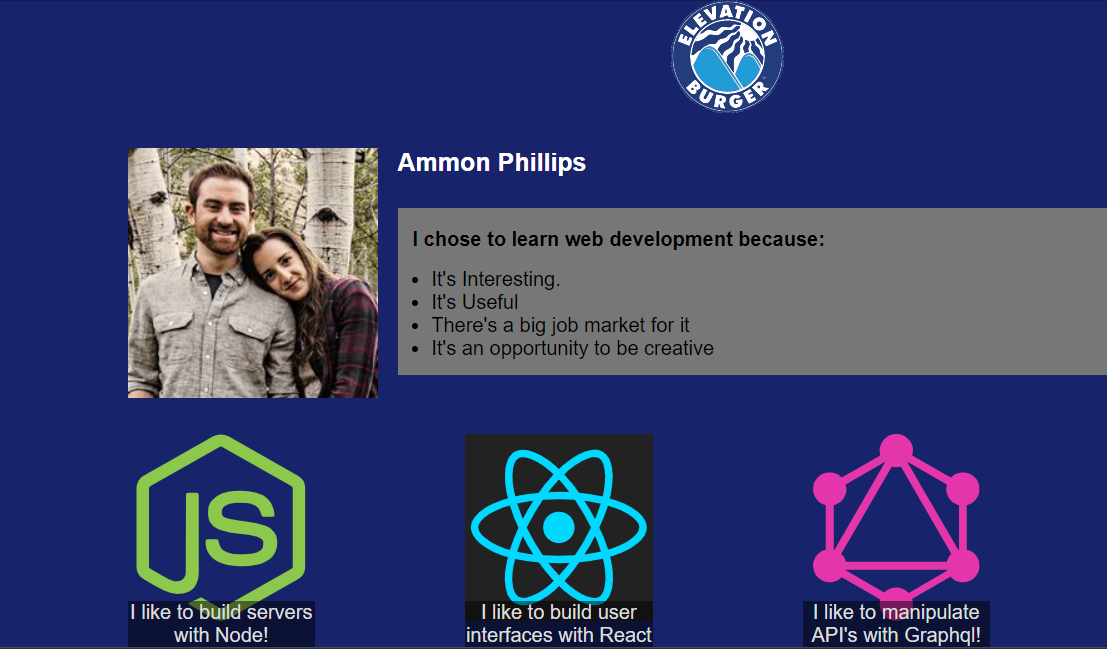 ELEVATION
BURGER
Ammon Phillips
I chose to learn web development because:
• It's Interesting.
• It's Useful
• There's a big job market for it
• It's an opportunity to be creative
JS
I like to build servers
with Node!
I like to build user
interfaces with React
I like to manipulate
API's with Graphql!